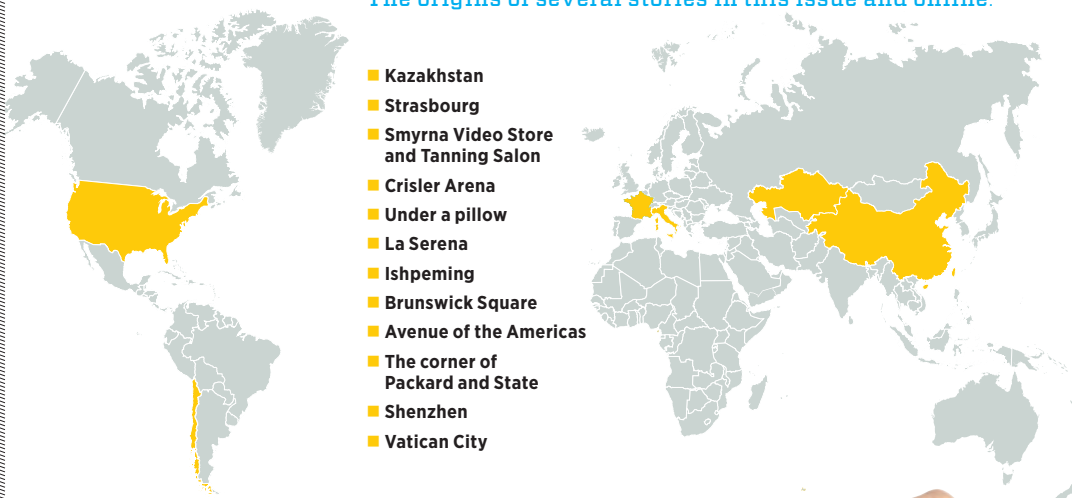 The origins of several stories in this issue and online.
Kazakhstan
Strasbourg
Smyrna Video Store
and Tanning Salon
Crisler Arena
Under a pillow
La Serena
Ishpeming
Brunswick Square
Avenue of the Americas
The corner of
Packard and State
Shenzhen
Vatican City